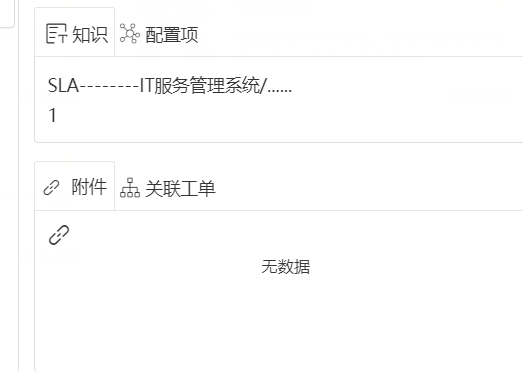 知识 配置项
SLA--------IT服务管理系统/......
1
附件 关联工单
无数据